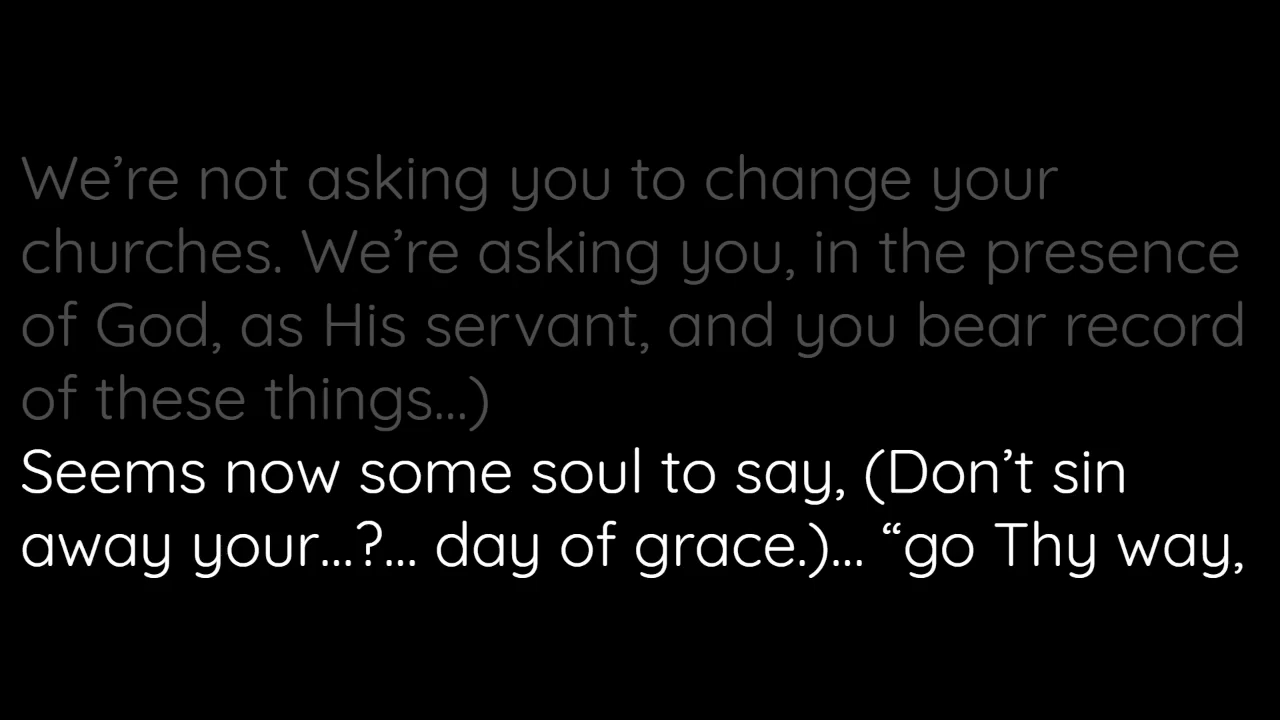 We’re not asking you to change your
churches. We’re asking you, in the presence
of God, as His servant, and you bear record
of these things...)
Seems now some soul to say, (Don’t sin
away your...?... day of grace.)... “go Thy way,